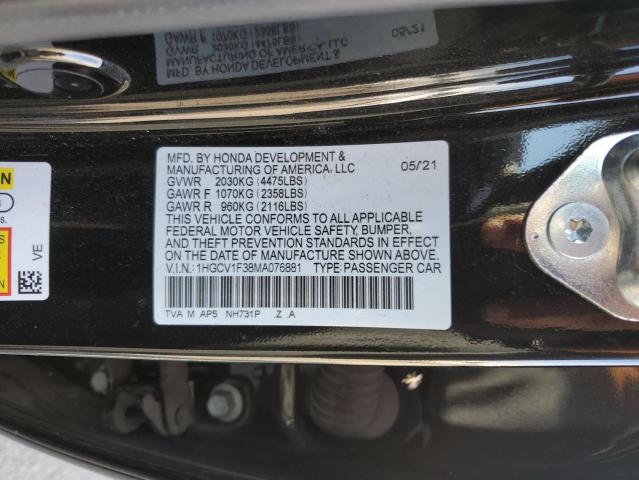 MFD. BY HONDA DEVELOPMENT &
MANUFACTURING OF AMERICA, LLC 05/21
GVWR 2030KG (4475LBS)
GAWR F 1070KG (2358LBS)
GAWR R 960KG (2116LBS)
THIS VEHICLE CONFORMS TO ALL APPLICABLE
FEDERAL MOTOR VEHICLE SAFETY, BUMPER,
AND THEFT PREVENTION STANDARDS IN EFFECT
ON THE DATE OF MANUFACTURE SHOWN ABOVE.
V.I.N.: 1HGCV1F38MA076881 TYPE: PASSENGER CAR
TVA M AP5 NH731P Z .A
VE